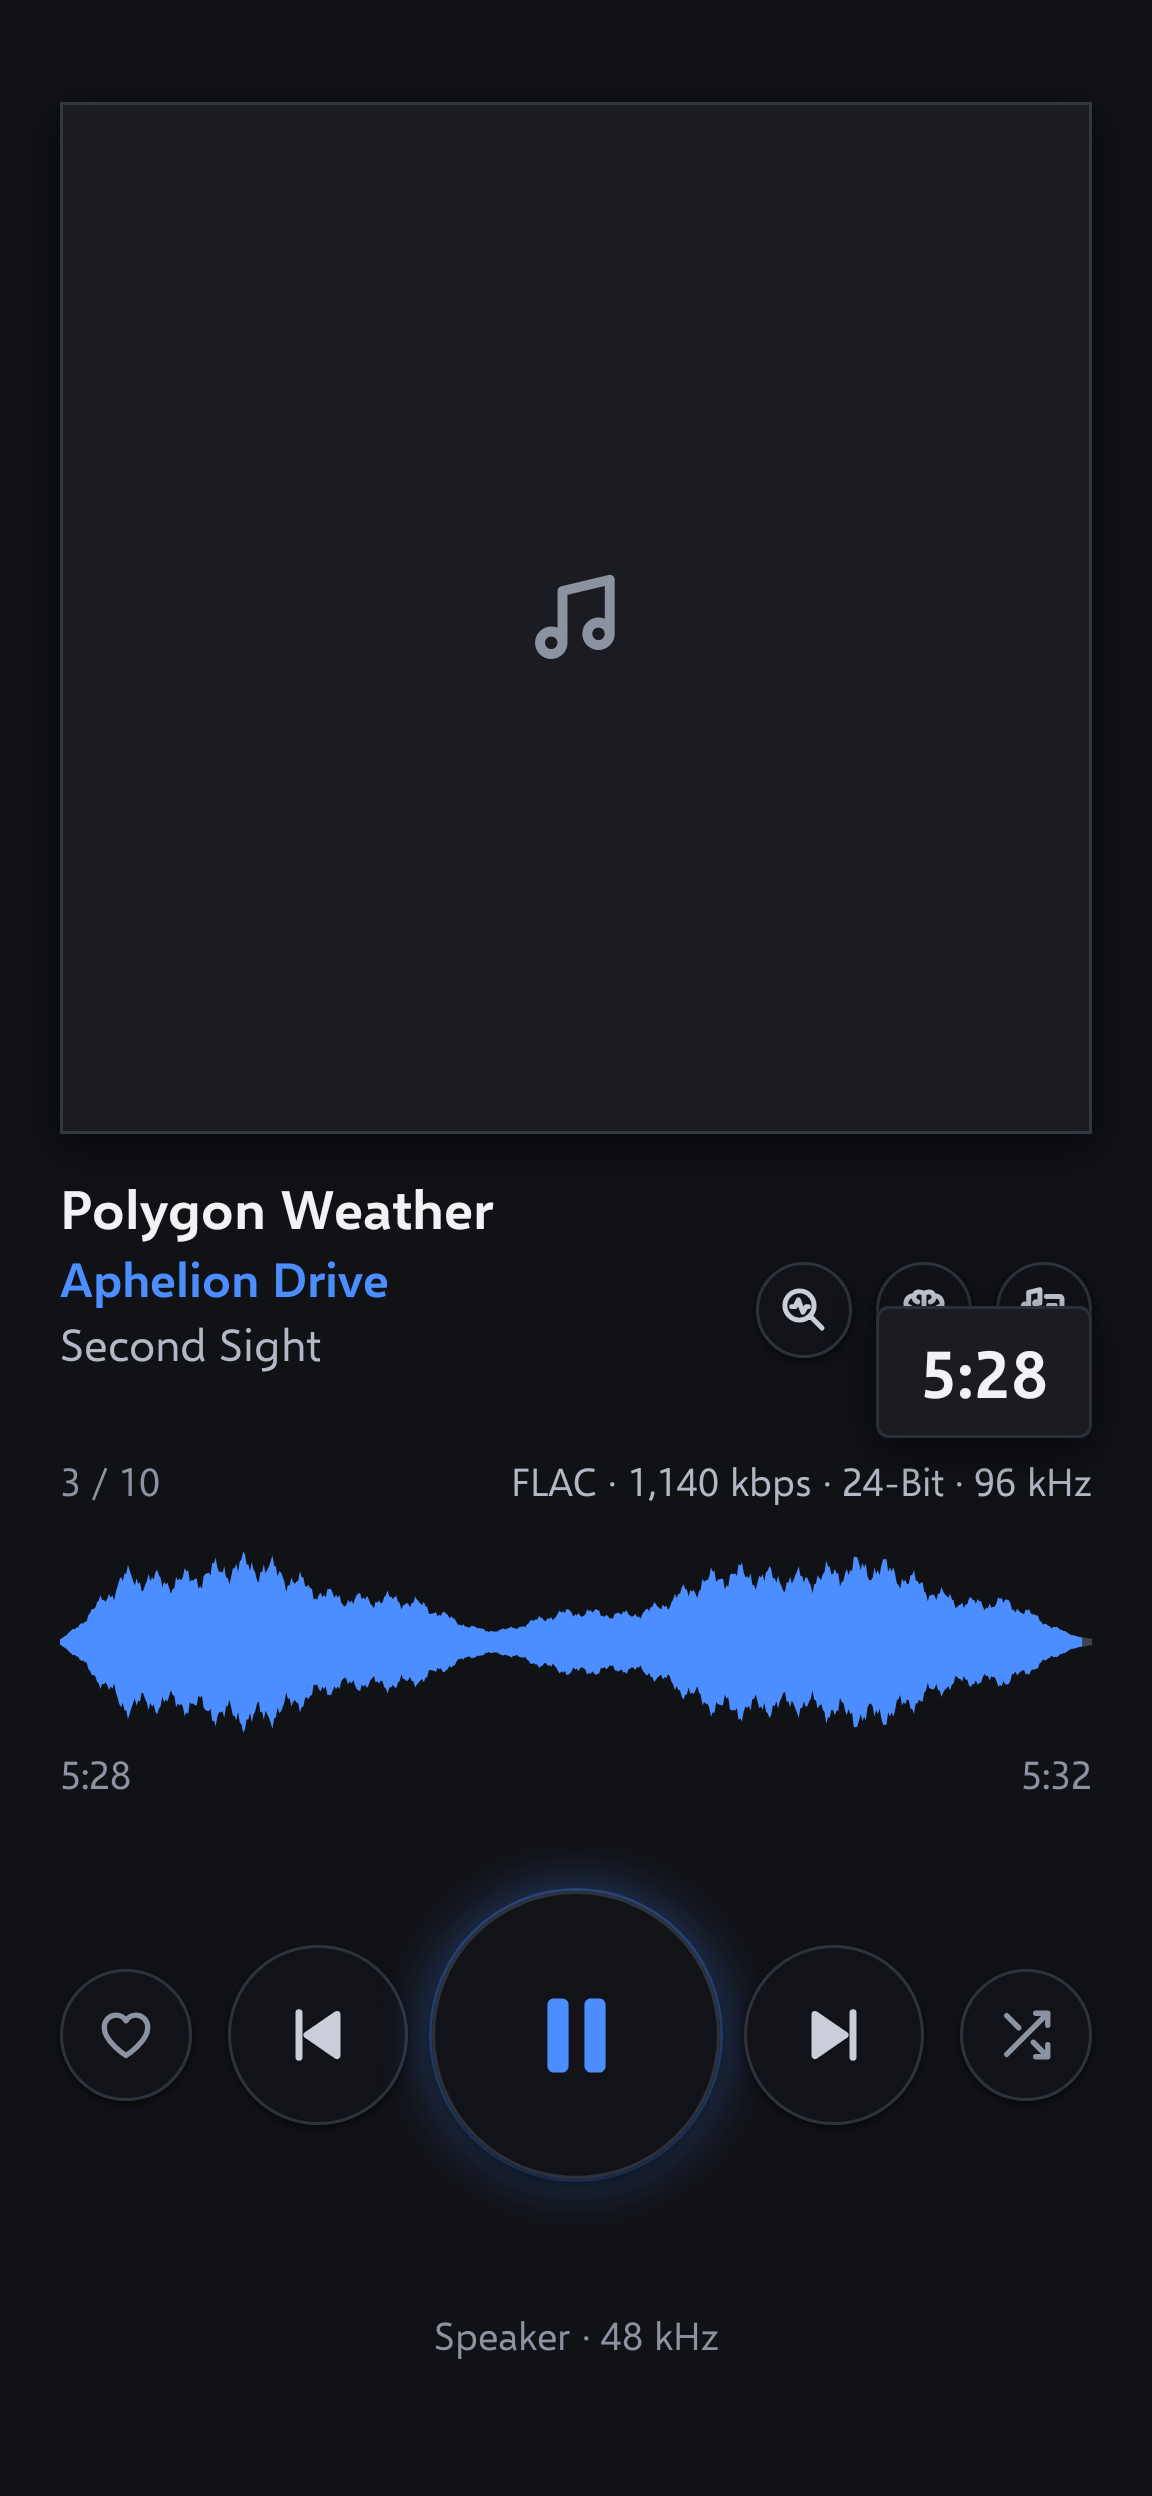 Polygon Weather
Aphelion Drive
Second Sight
5:28
3 / 10
FLAC · 1,140 kbps · 24-Bit · 96 kHz
5:28
5:32
Speaker · 48 kHz